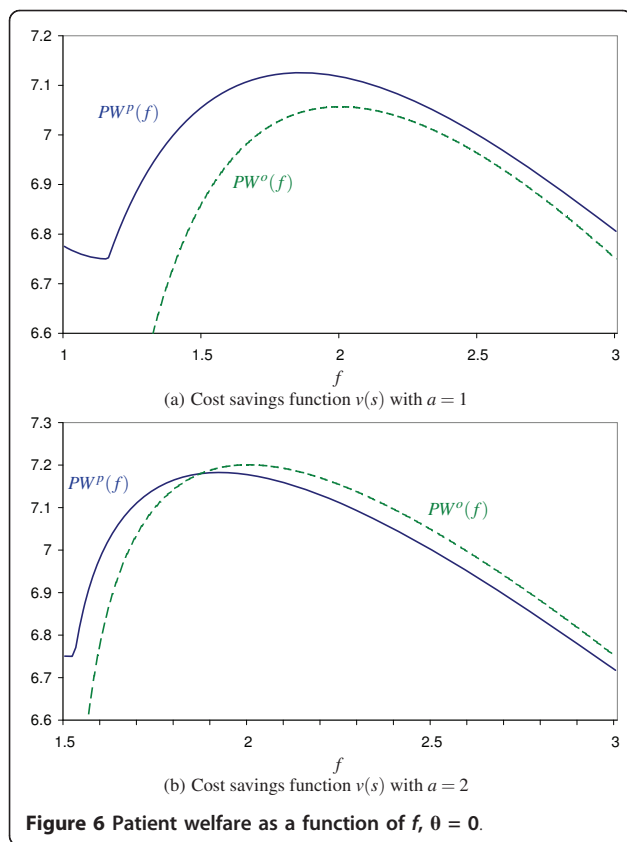 7.2
7.1
7
6.9
6.8
6.7
6.6
PW^p(f)
PW^o(f)
1 1.5 2 2.5 3
f
(a) Cost savings function v(s) with a = 1
7.3
7.2
7.1
7
6.9
6.8
6.7
6.6
PW^p(f)
PW^o(f)
1.5 2 2.5 3
f
(b) Cost savings function v(s) with a = 2
Figure 6 Patient welfare as a function of f, θ = 0.